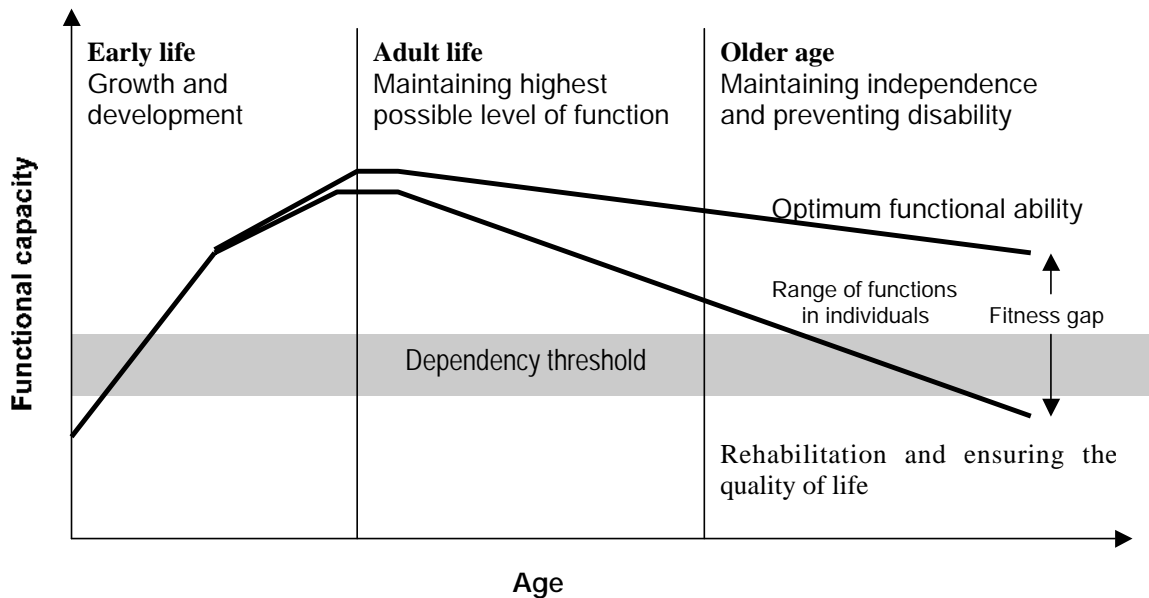 Early life
Growth and
development
Adult life
Maintaining highest
possible level of function
Older age
Maintaining independence
and preventing disability
Functional capacity
Optimum functional ability
Range of functions
in individuals
Fitness gap
Dependency threshold
Rehabilitation and ensuring the
quality of life
Age